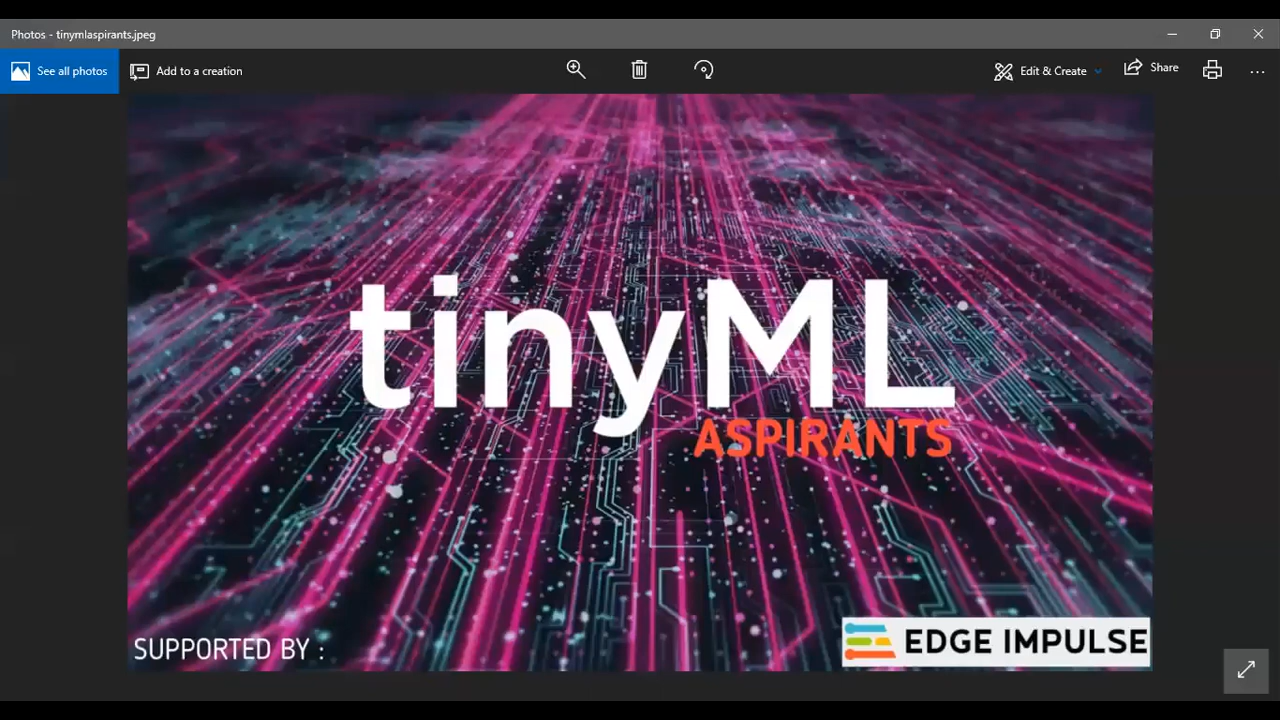 Photos - tinymlaspirants.jpeg
See all photos
Add to a creation
Edit & Create
Share
tinyML
ASPIRANTS
SUPPORTED BY :
EDGE IMPULSE